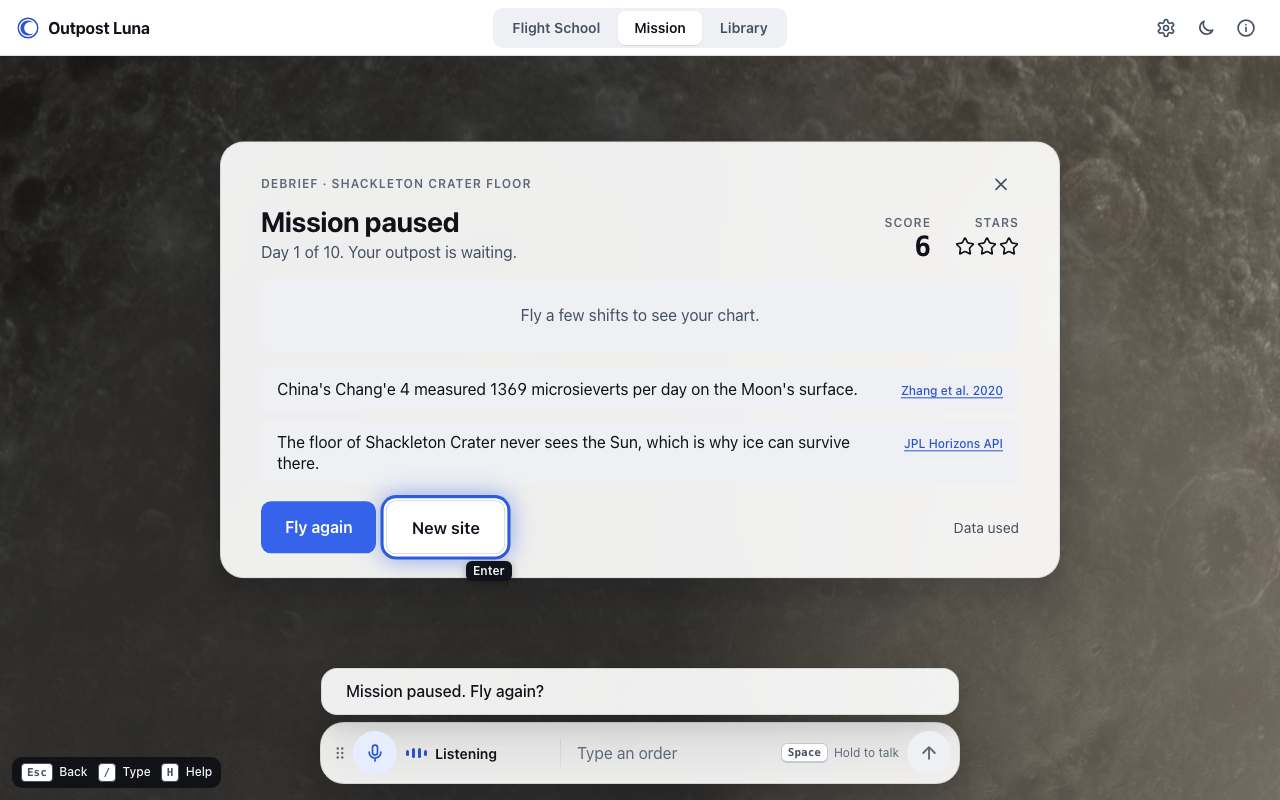 Outpost Luna
Flight School
Mission
Library
DEBRIEF · SHACKLETON CRATER FLOOR
Mission paused
Day 1 of 10. Your outpost is waiting.
SCORE
6
STARS
Fly a few shifts to see your chart.
China's Chang'e 4 measured 1369 microsieverts per day on the Moon's surface.
Zhang et al. 2020
The floor of Shackleton Crater never sees the Sun, which is why ice can survive
there.
JPL Horizons API
Fly again
New site
Data used
Enter
Mission paused. Fly again?
Listening
Type an order
Space Hold to talk
Esc Back / Type H Help